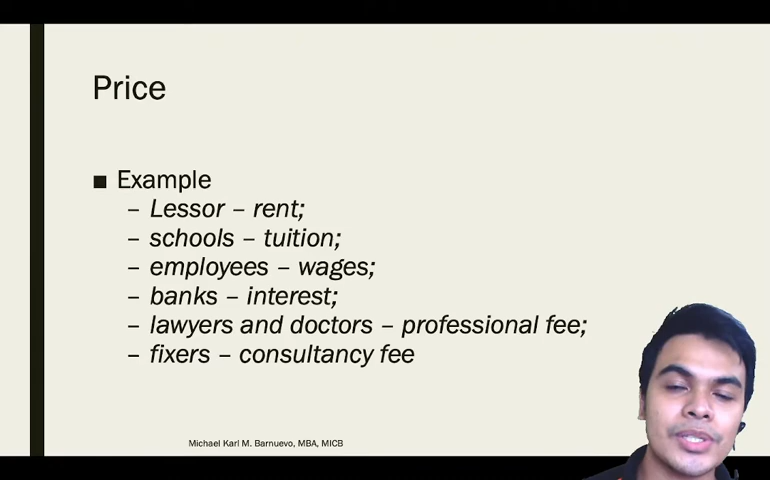 Price
■ Example
– Lessor – rent;
– schools – tuition;
– employees – wages;
– banks – interest;
– lawyers and doctors – professional fee;
– fixers – consultancy fee
Michael Karl M. Barnuevo, MBA, MICB